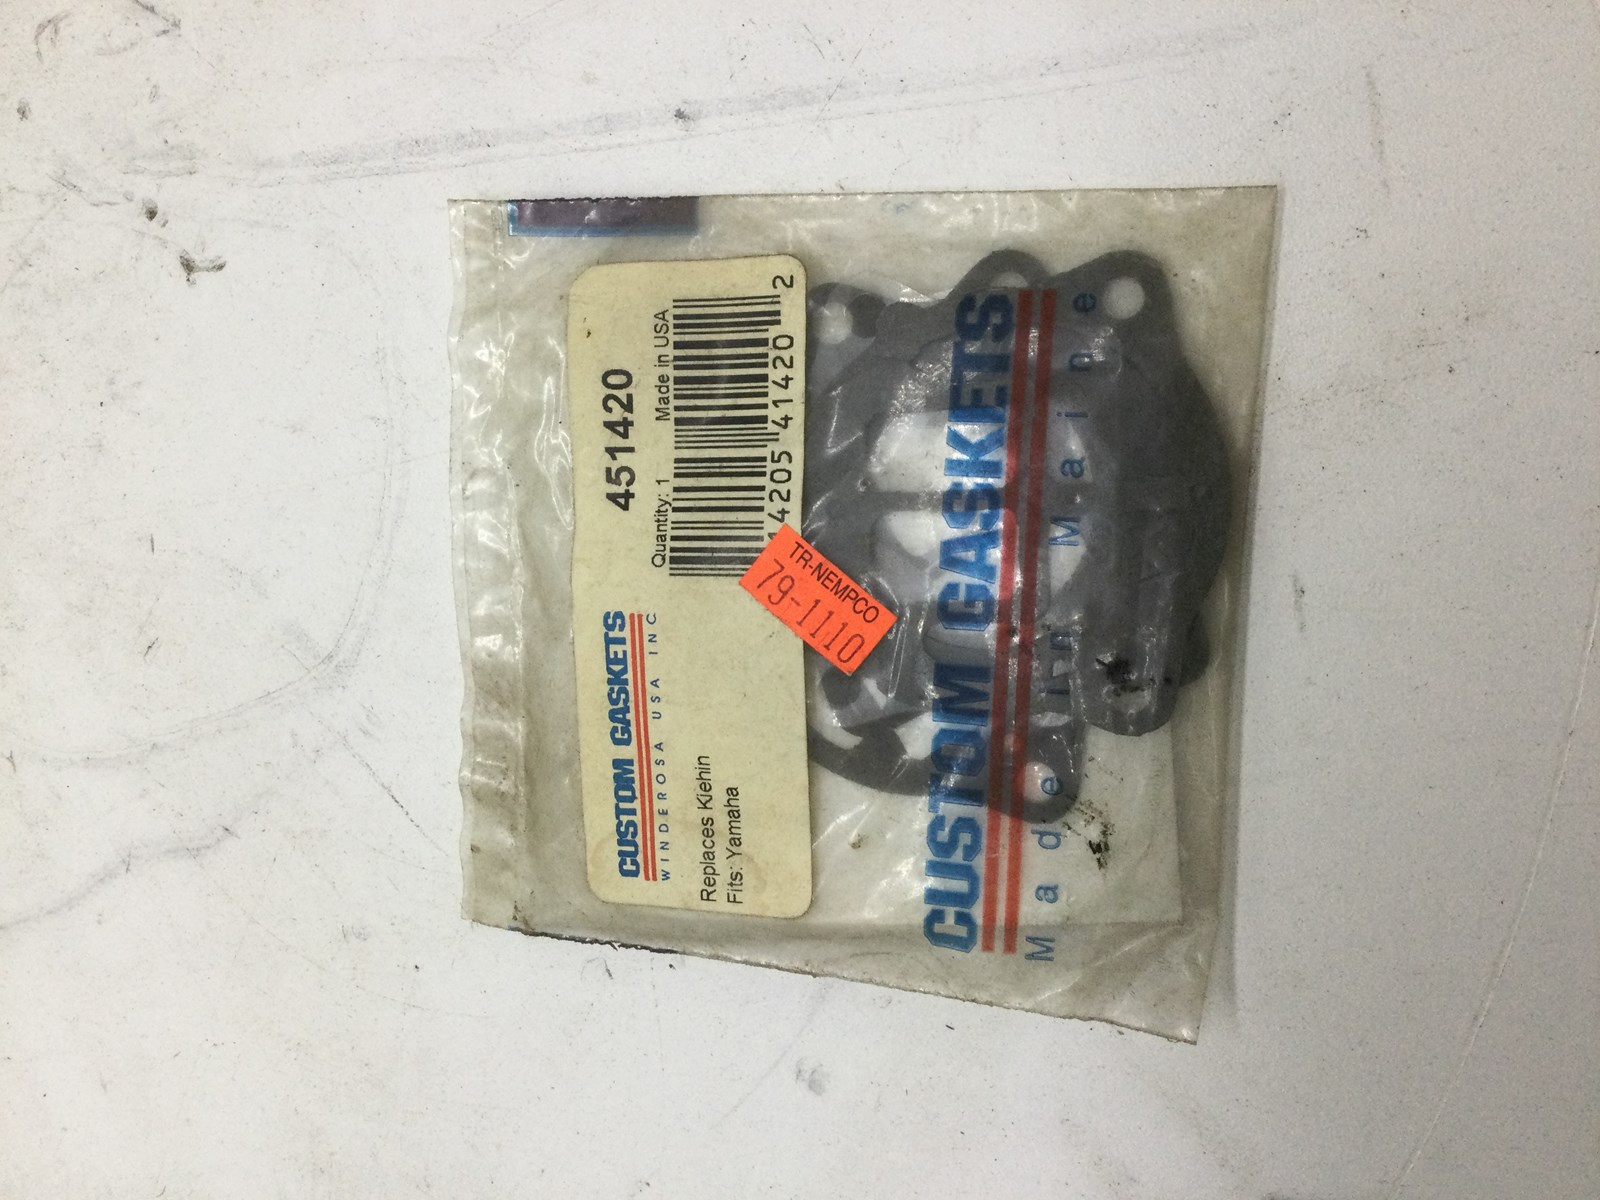 451420
Quantity: 1 Made in USA
42051 41420 2
CUSTOM GASKETS
WINDEROSA USA INC
Replaces Kiehin
Fits: Yamaha
TR-NEMPCO
79-1110
CUSTOM GASKETS
Made in Maine